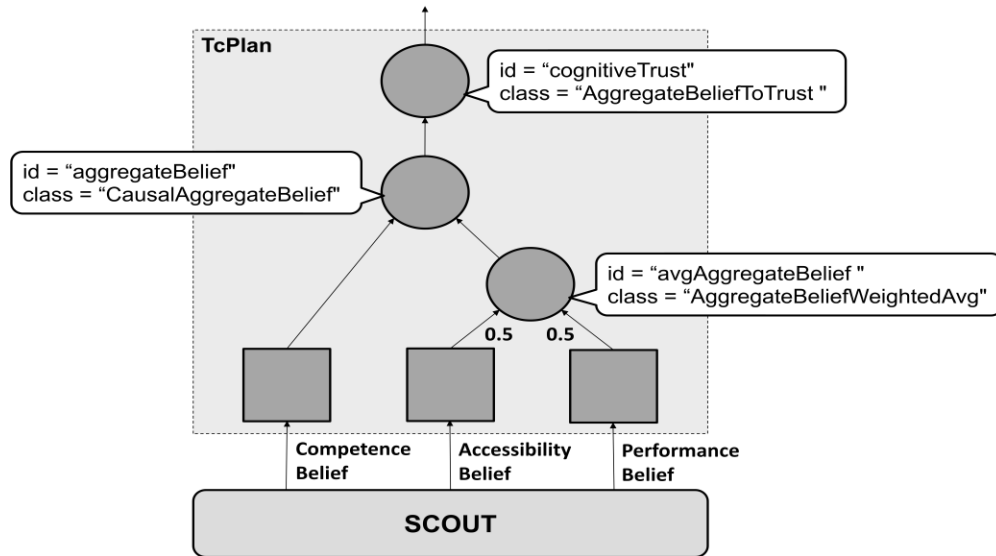 TcPlan
id = “cognitiveTrust"
class = “AggregateBeliefToTrust "
id = “aggregateBelief"
class = “CausalAggregateBelief"
id = “avgAggregateBelief "
class = “AggregateBeliefWeightedAvg"
0.5
0.5
Competence
Belief
Accessibility
Belief
Performance
Belief
SCOUT